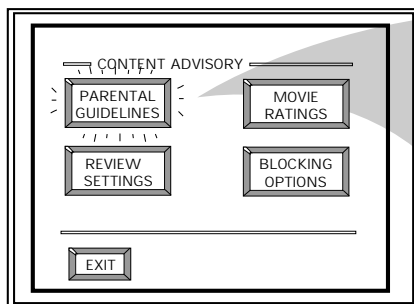 CONTENT ADVISORY
PARENTAL
GUIDELINES
MOVIE
RATINGS
REVIEW
SETTINGS
BLOCKING
OPTIONS
EXIT